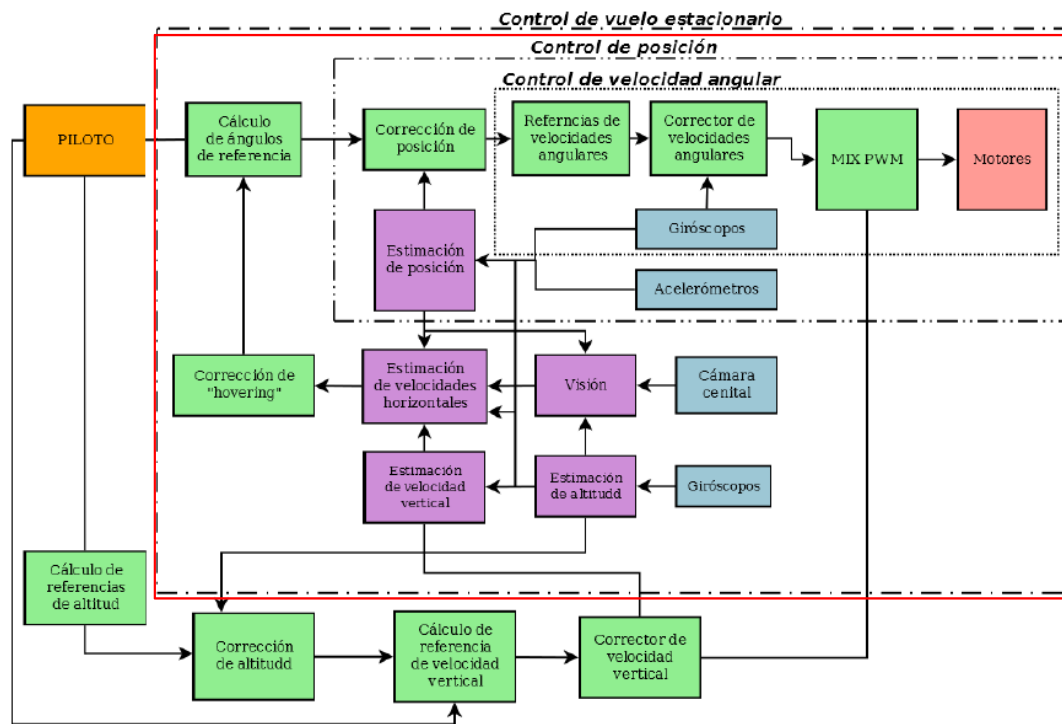 Control de vuelo estacionario
Control de posición
Control de velocidad angular
PILOTO
Cálculo
de ángulos
de referencia
Corrección de
posición
Referncias de
velocidades
angulares
Corrector de
velocidades
angulares
MIX PWM
Motores
Estimación
de posición
Giróscopos
Acelerómetros
Corrección de
"hovering"
Estimación
de velocidades
horizontales
Visión
Cámara
cenital
Estimación
de velocidad
vertical
Estimación
de altitudd
Giróscopos
Cálculo de
referencias
de altitud
Corrección
de altitudd
Cálculo de
referencia
de velocidad
vertical
Corrector de
velocidad
vertical